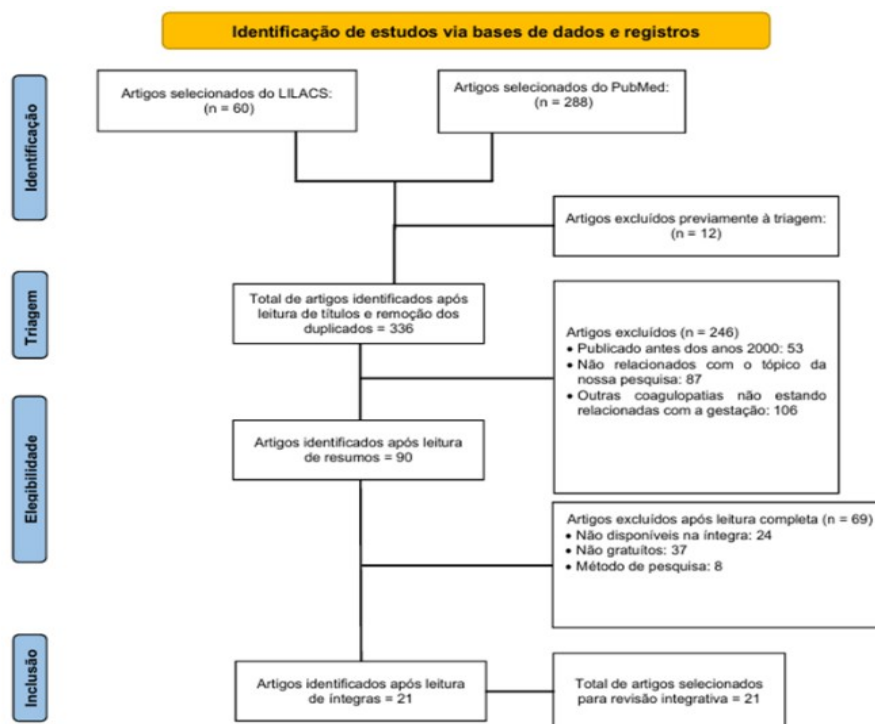 Identificação de estudos via bases de dados e registros
Identificação
Artigos selecionados do LILACS:
(n = 60)
Artigos selecionados do PubMed:
(n = 288)
Artigos excluídos previamente à triagem:
(n = 12)
Triagem
Total de artigos identificados após
leitura de títulos e remoção dos
duplicados = 336
Artigos excluídos (n = 246)
• Publicado antes dos anos 2000: 53
• Não relacionados com o tópico da
nossa pesquisa: 87
• Outras coagulopatias não estando
relacionadas com a gestação: 106
Elegibilidade
Artigos identificados após leitura
de resumos = 90
Artigos excluídos após leitura completa (n = 69)
• Não disponíveis na íntegra: 24
• Não gratuítos: 37
• Método de pesquisa: 8
Inclusão
Artigos identificados após leitura
de íntegras = 21
Total de artigos selecionados
para revisão integrativa = 21